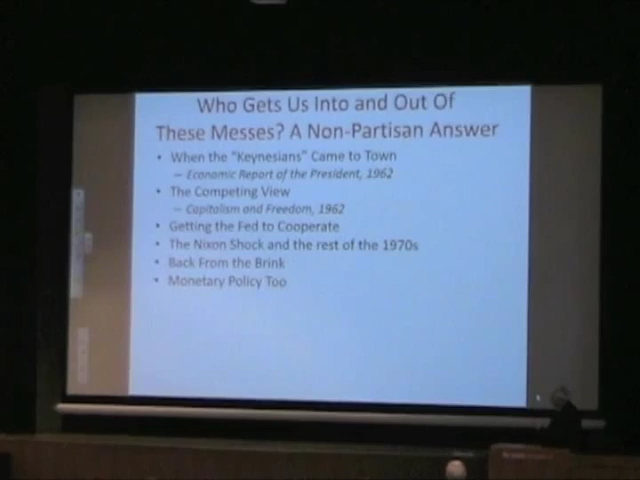 Who Gets Us Into and Out Of
These Messes? A Non-Partisan Answer
• When the "Keynesians" Came to Town
– Economic Report of the President, 1962
• The Competing View
– Capitalism and Freedom, 1962
• Getting the Fed to Cooperate
• The Nixon Shock and the rest of the 1970s
• Back From the Brink
• Monetary Policy Too